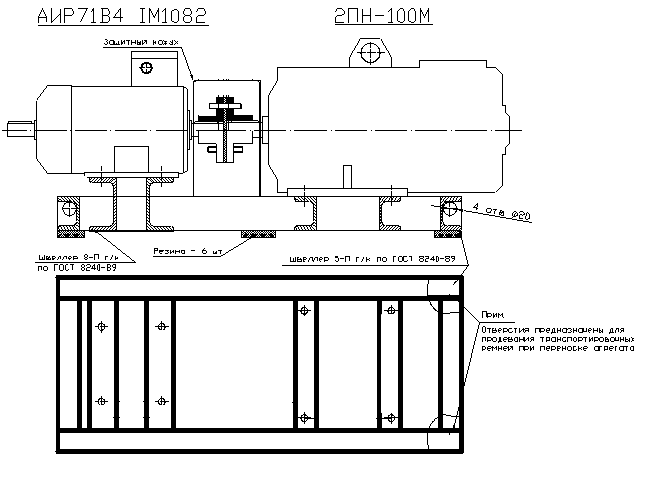 АИР71В4 IM1082
2ПН-100М
Защитный кожух
4 отв ø20
Швеллер 8-П г/к
по ГОСТ 8240-89
Резина - 6 шт
Швеллер 5-П г/к по ГОСТ 8240-89
Прим.
Отверстия предназначены для
продевания транспортировочных
ремней при переноске агрегата